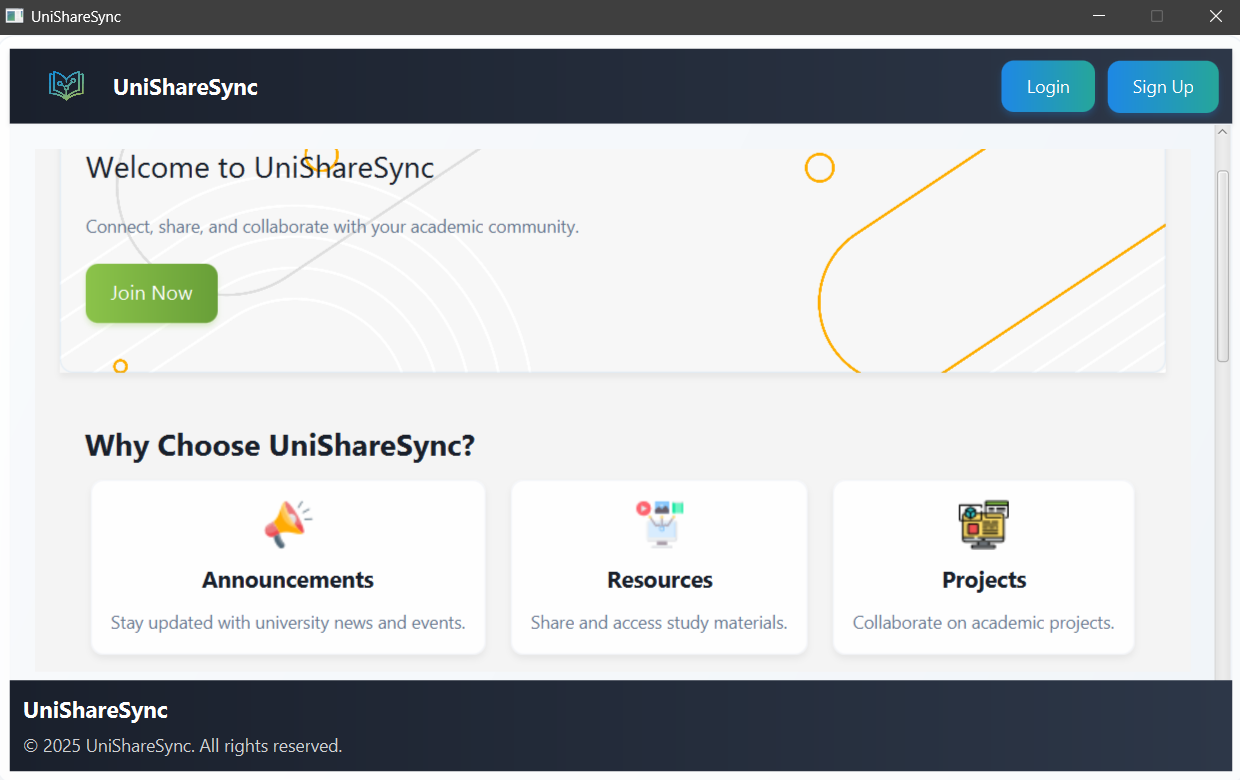 UniShareSync
UniShareSync
Login
Sign Up
Welcome to UniShareSync
Connect, share, and collaborate with your academic community.
Join Now
Why Choose UniShareSync?
Announcements
Stay updated with university news and events.
Resources
Share and access study materials.
Projects
Collaborate on academic projects.
UniShareSync
© 2025 UniShareSync. All rights reserved.